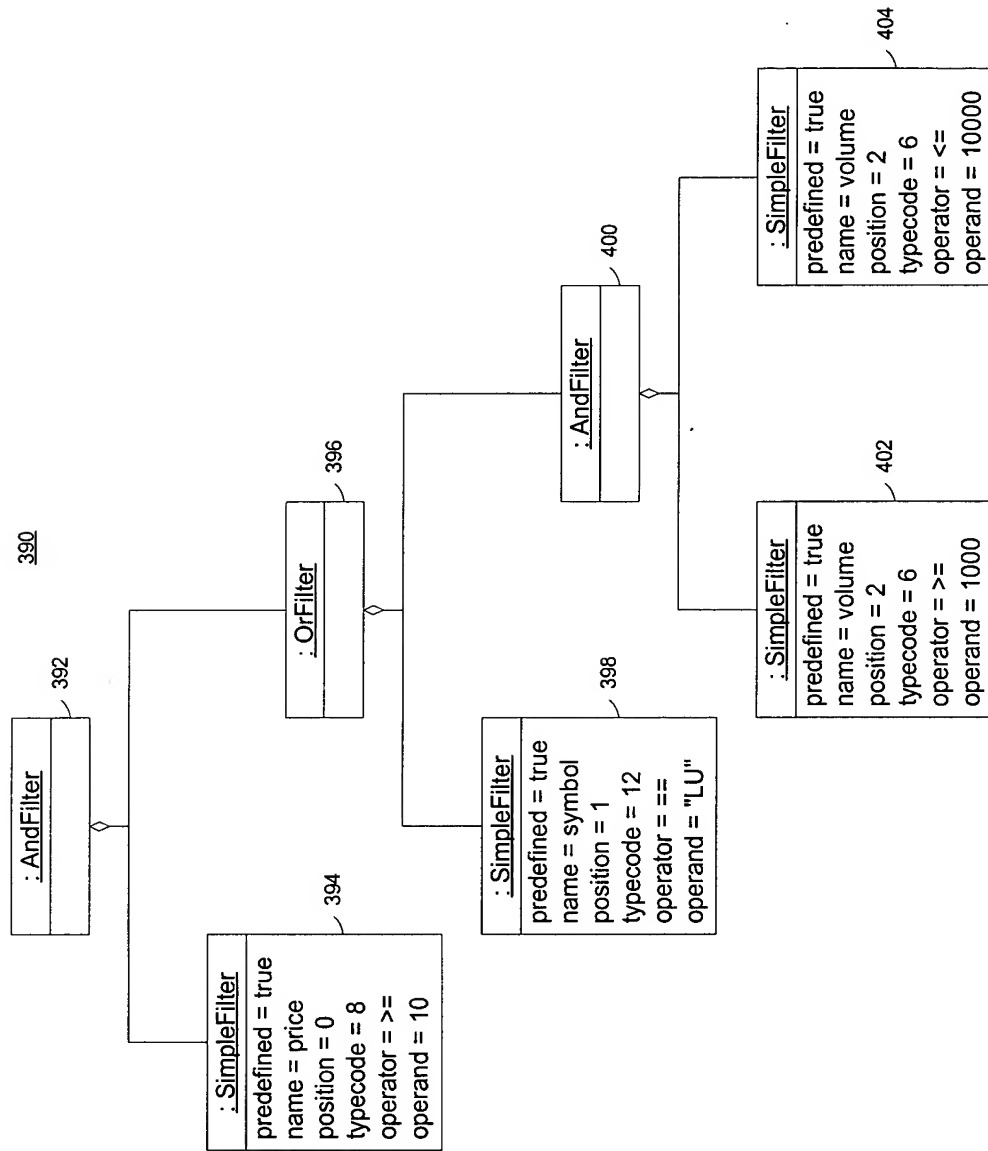 390
: AndFilter
392
: SimpleFilter
predefined = true
name = price
position = 0
typecode = 8
operator = >=
operand = 10
394
: OrFilter
396
: SimpleFilter
predefined = true
name = symbol
position = 1
typecode = 12
operator = ==
operand = "LU"
398
: AndFilter
400
: SimpleFilter
predefined = true
name = volume
position = 2
typecode = 6
operator = >=
operand = 1000
402
: SimpleFilter
predefined = true
name = volume
position = 2
typecode = 6
operator = <=
operand = 10000
404